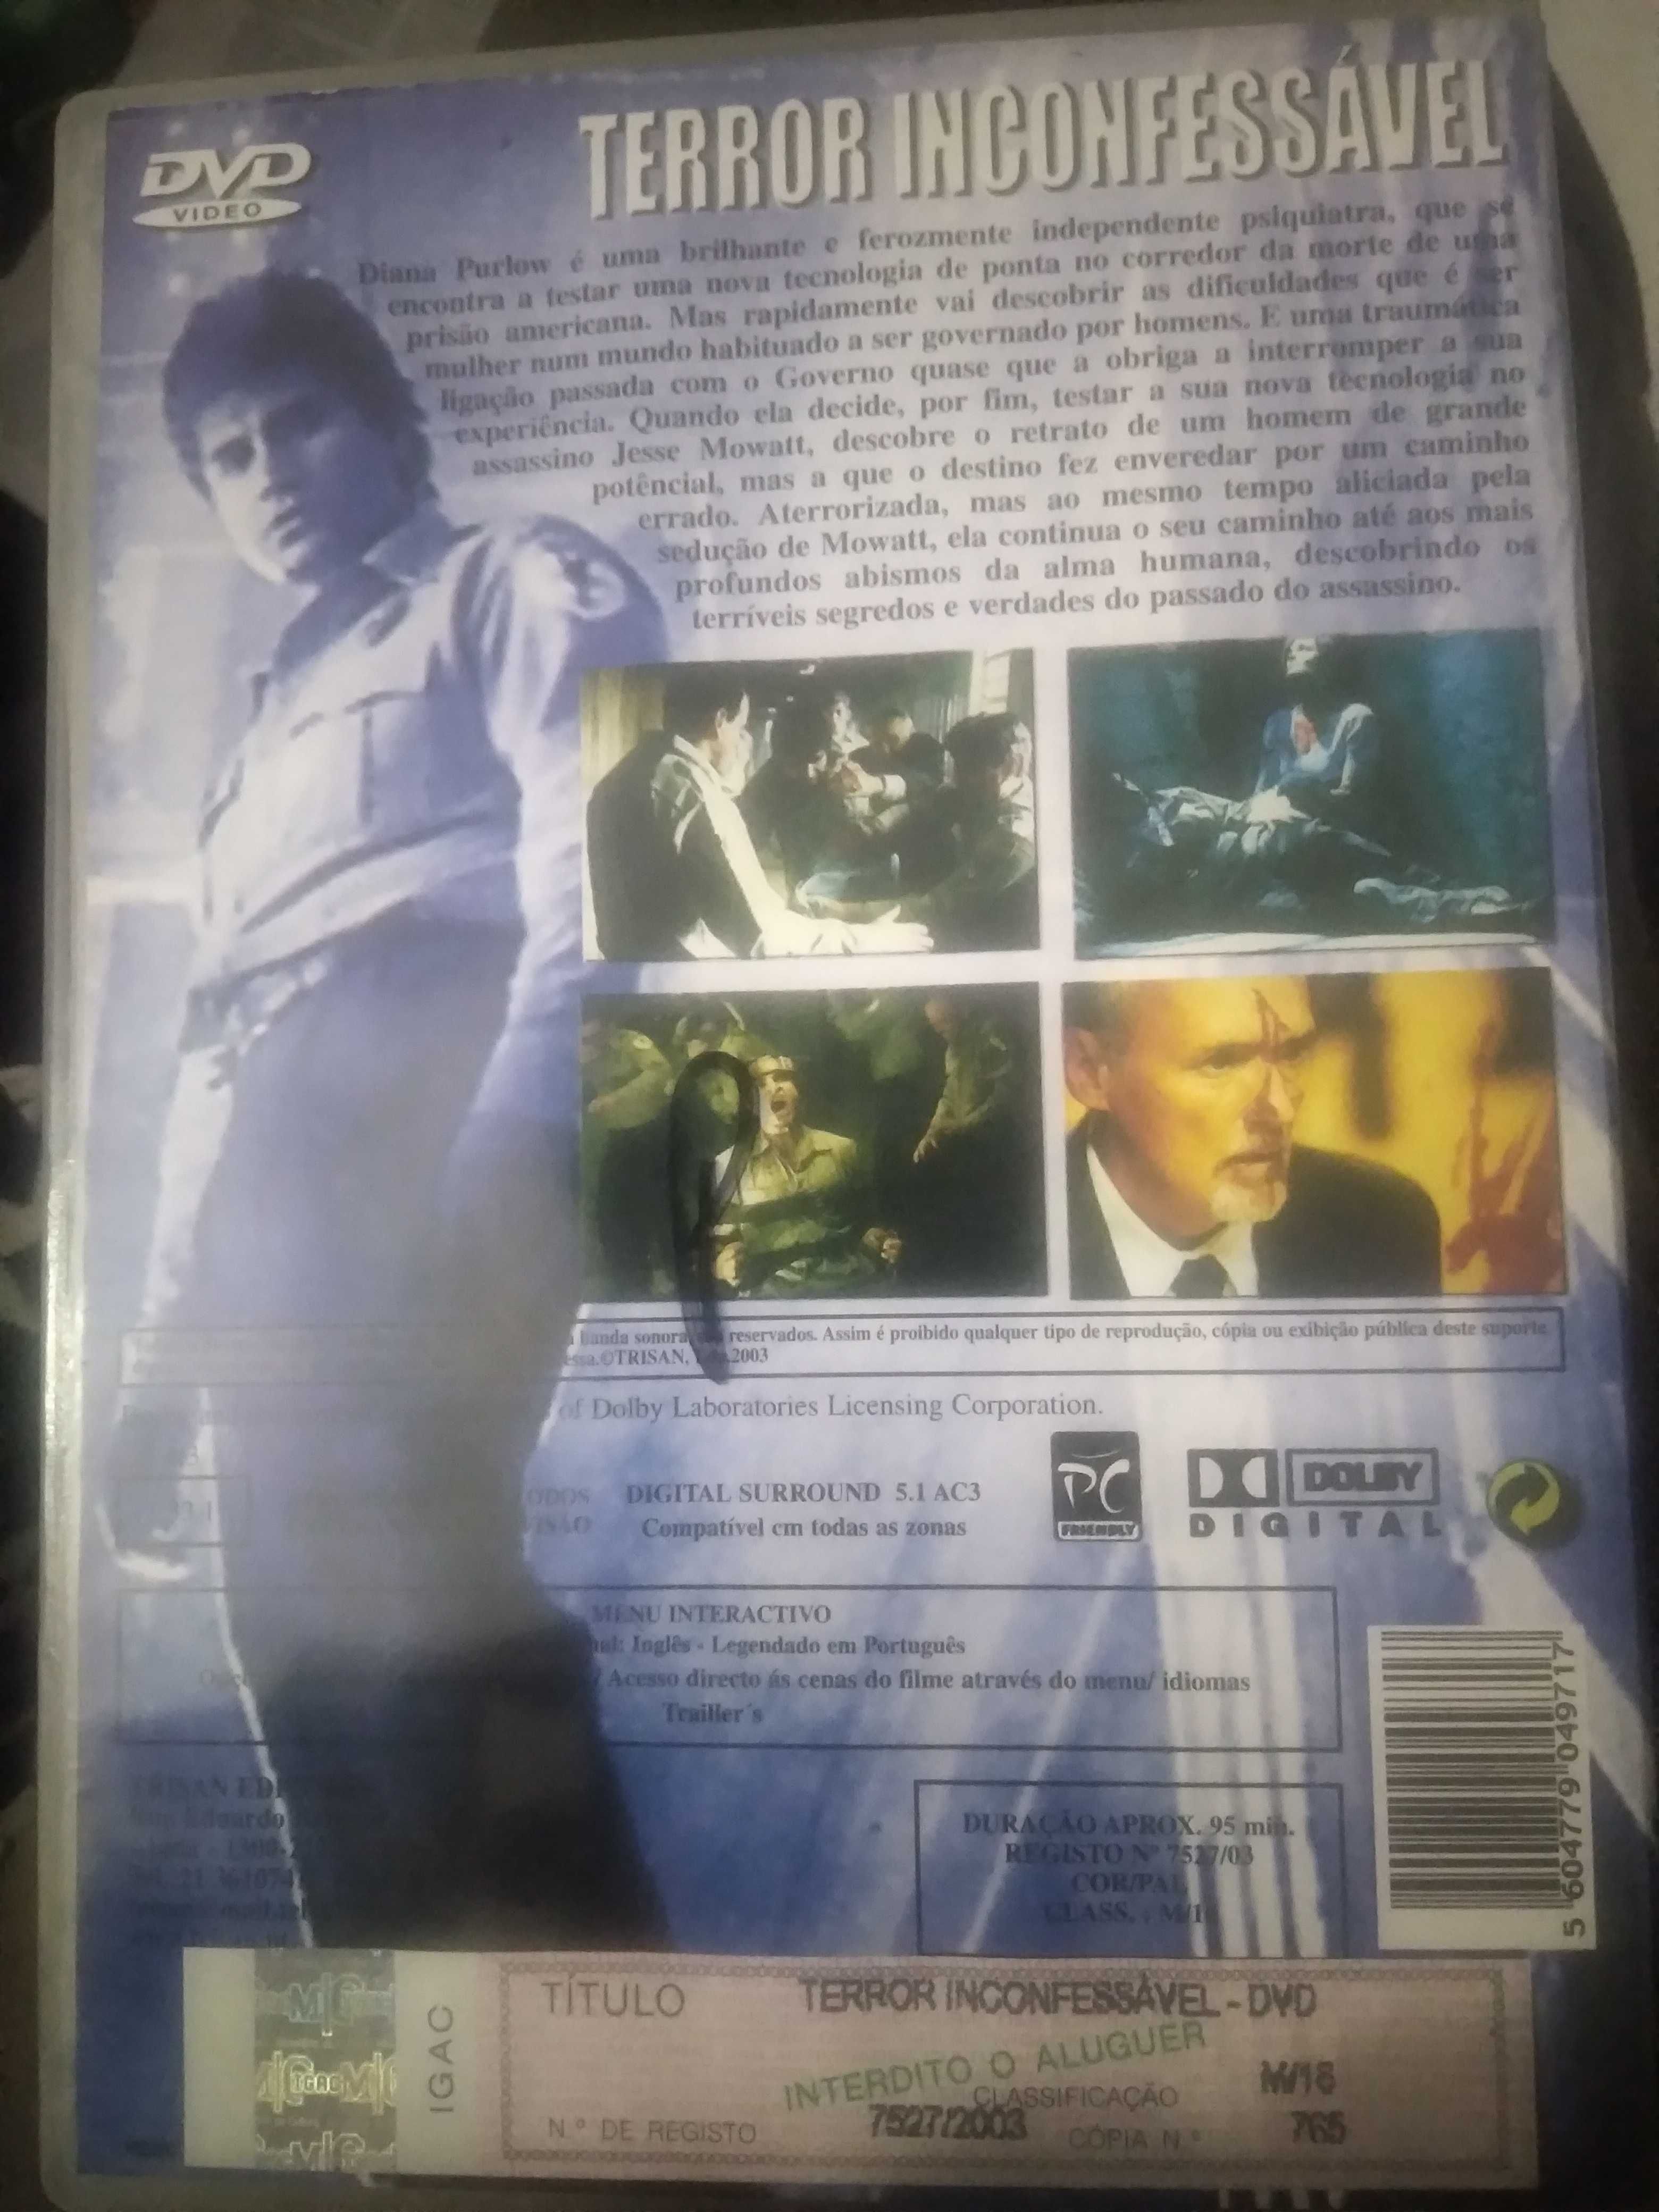 DVD
VIDEO
TERROR INCONFESSÁVEL
Diana Purlow é uma brilhante e ferozmente independente psiquiatra, que se
encontra a testar uma nova tecnologia de ponta no corredor da morte de uma
prisão americana. Mas rapidamente vai descobrir as dificuldades que é ser
mulher num mundo habituado a ser governado por homens. E uma traumática
ligação passada com o Governo quase que a obriga a interromper a sua
experiência. Quando ela decide, por fim, testar a sua nova tecnologia no
assassino Jesse Mowatt, descobre o retrato de um homem de grande
potêncial, mas a que o destino fez enveredar por um caminho
errado. Aterrorizada, mas ao mesmo tempo aliciada pela
sedução de Mowatt, ela continua o seu caminho até aos mais
profundos abismos da alma humana, descobrindo os
terríveis segredos e verdades do passado do assassino.
banda sonora reservados. Assim é proibido qualquer tipo de reprodução, cópia ou exibição pública deste suporte
©TRISAN, 2003
of Dolby Laboratories Licensing Corporation.
DIGITAL SURROUND 5.1 AC3
Compatível em todas as zonas
PC
FRIENDLY
DOLBY
DIGITAL
MENU INTERACTIVO
Inglês - Legendado em Português
/ Acesso directo ás cenas do filme através do menu/ idiomas
Trailler´s
TRISAN
Eduardo
DURAÇÃO APROX. 95 min.
REGISTO Nº 7527/03
COR/PAL
CLASS. :
5 604779 049717
IGAC
TÍTULO TERROR INCONFESSÁVEL - DVD
INTERDITO O ALUGUER
CLASSIFICAÇÃO M/16
N.º DE REGISTO 7527/2003 CÓPIA N.º 765